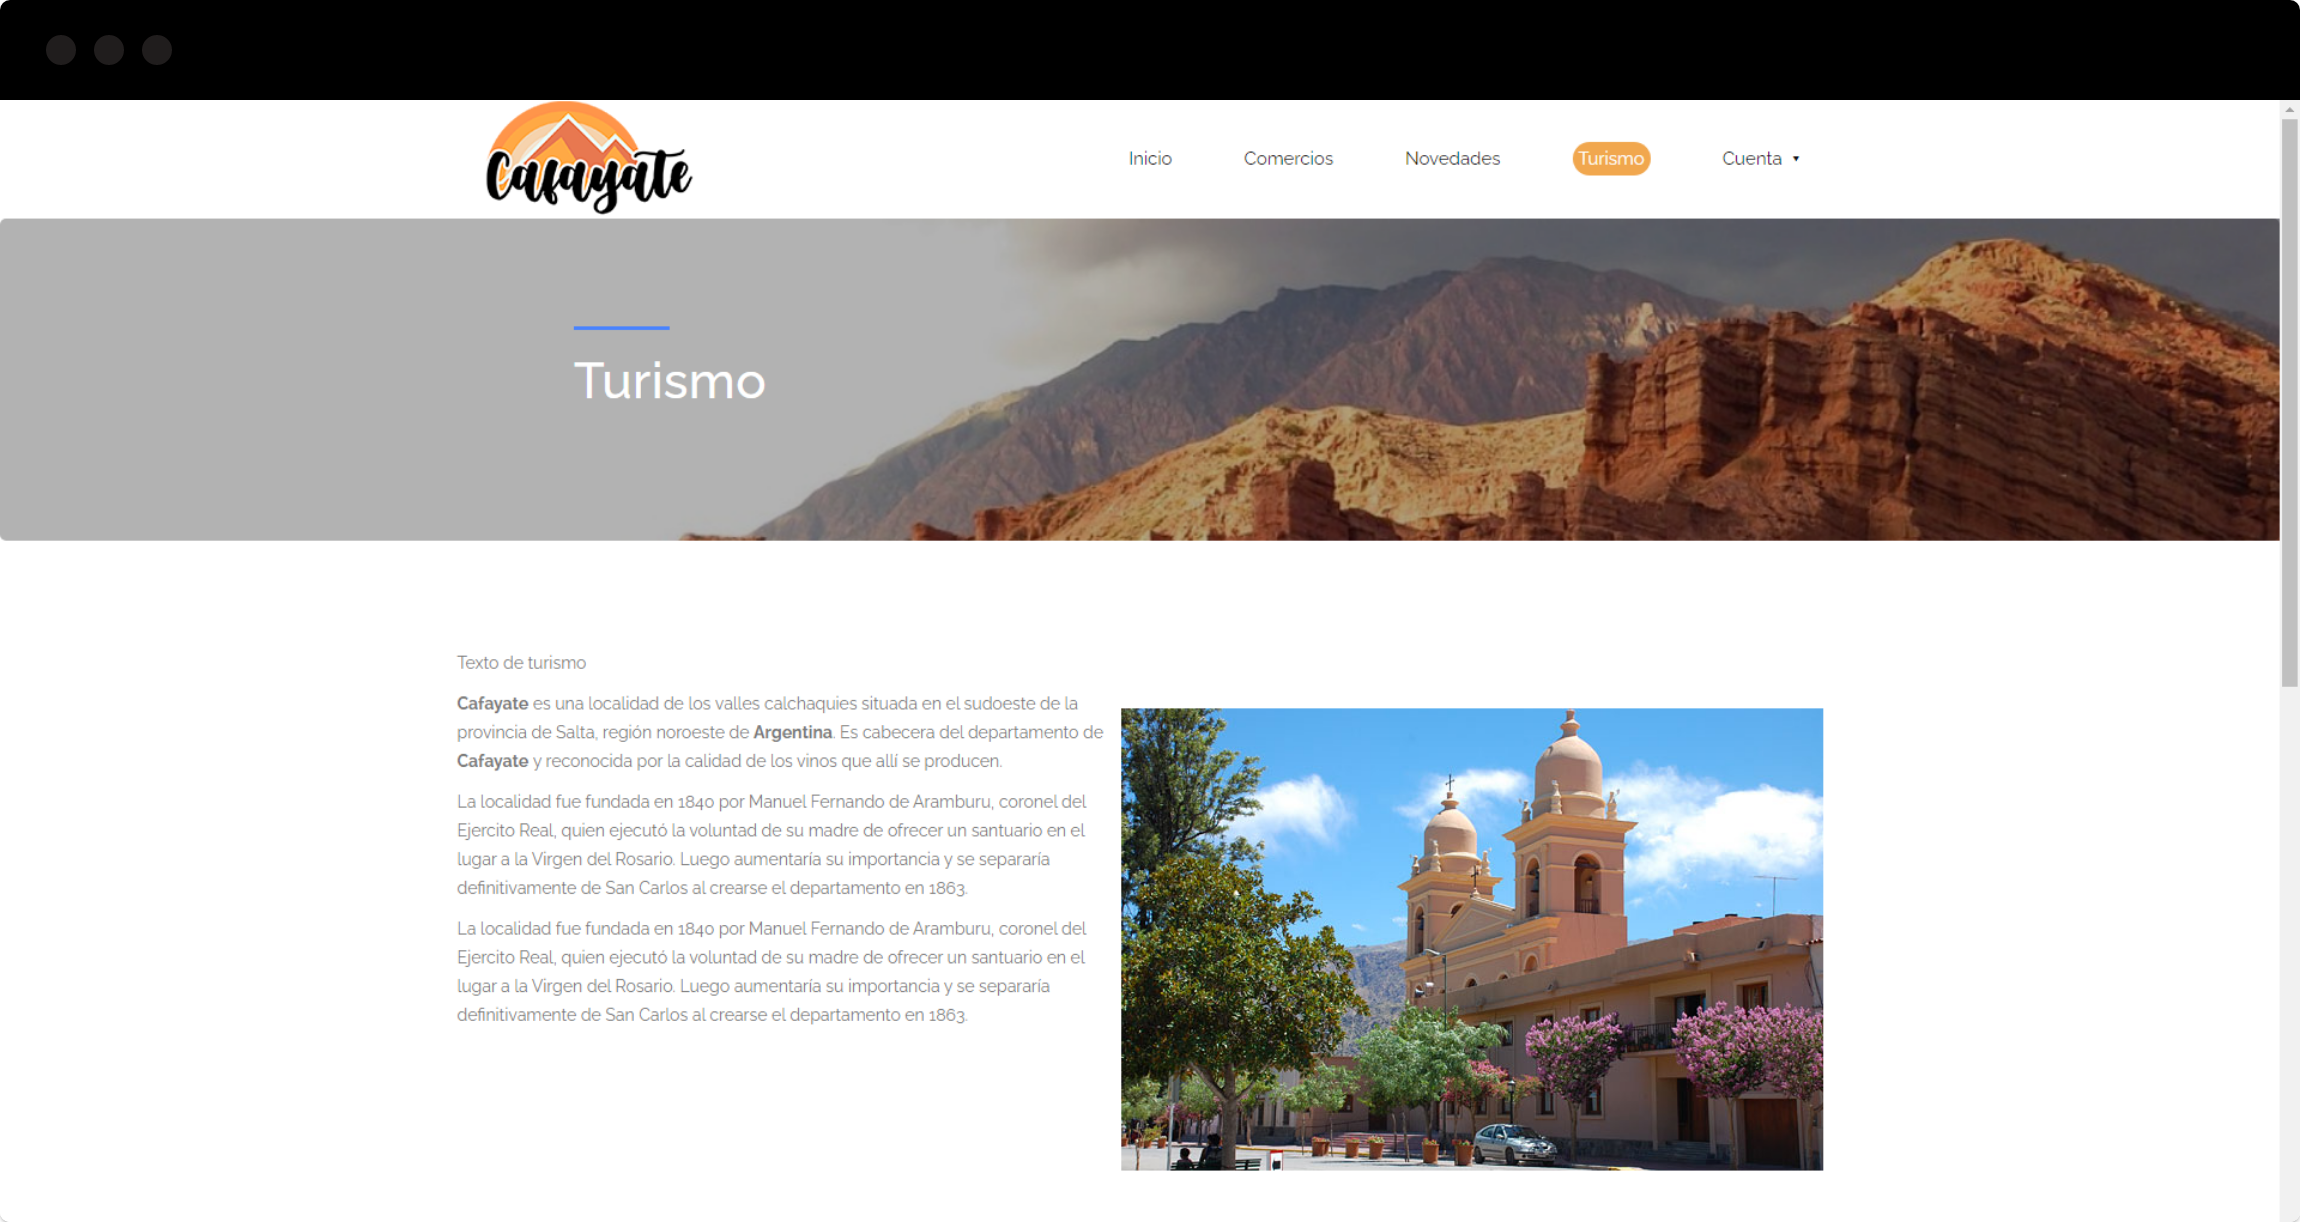 Cafayate
Inicio Comercios Novedades Turismo Cuenta
Turismo
Texto de turismo
Cafayate es una localidad de los valles calchaquies situada en el sudoeste de la
provincia de Salta, región noroeste de Argentina. Es cabecera del departamento de
Cafayate y reconocida por la calidad de los vinos que allí se producen.
La localidad fue fundada en 1840 por Manuel Fernando de Aramburu, coronel del
Ejercito Real, quien ejecutó la voluntad de su madre de ofrecer un santuario en el
lugar a la Virgen del Rosario. Luego aumentaría su importancia y se separaría
definitivamente de San Carlos al crearse el departamento en 1863.
La localidad fue fundada en 1840 por Manuel Fernando de Aramburu, coronel del
Ejercito Real, quien ejecutó la voluntad de su madre de ofrecer un santuario en el
lugar a la Virgen del Rosario. Luego aumentaría su importancia y se separaría
definitivamente de San Carlos al crearse el departamento en 1863.